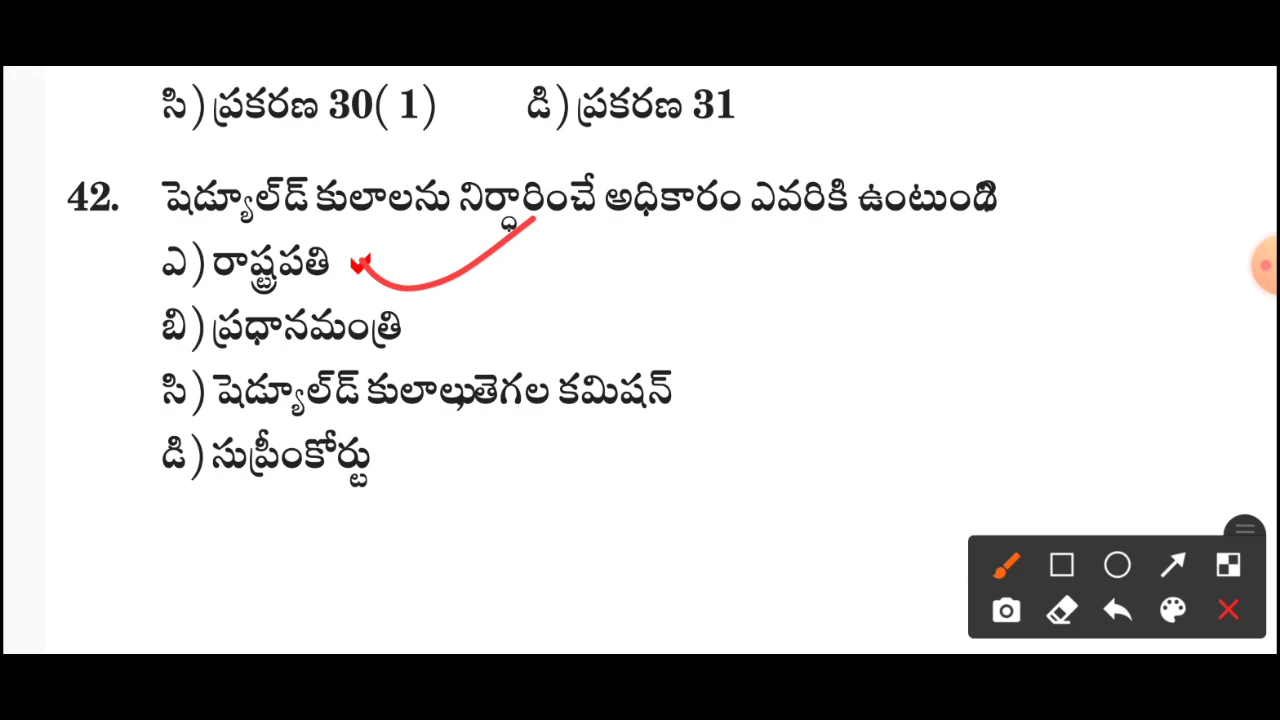 సి) ప్రకరణ 30( 1) డి) ప్రకరణ 31
42. షెడ్యూల్డ్ కులాలను నిర్ధారించే అధికారం ఎవరికి ఉంటుంది
ఎ) రాష్ట్రపతి
బి) ప్రధానమంత్రి
సి) షెడ్యూల్డ్ కులాలు, తెగల కమిషన్
డి) సుప్రీంకోర్టు